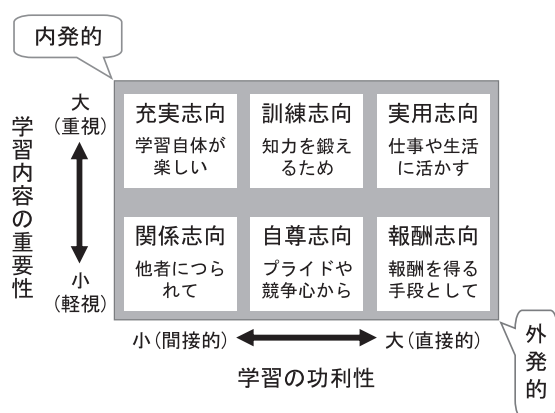 内発的
学習内容の重要性
大
(重視)
小
(軽視)
充実志向
学習自体が
楽しい
訓練志向
知力を鍛え
るため
実用志向
仕事や生活
に活かす
関係志向
他者につら
れて
自尊志向
プライドや
競争心から
報酬志向
報酬を得る
手段として
小(間接的)
大(直接的)
学習の功利性
外発的